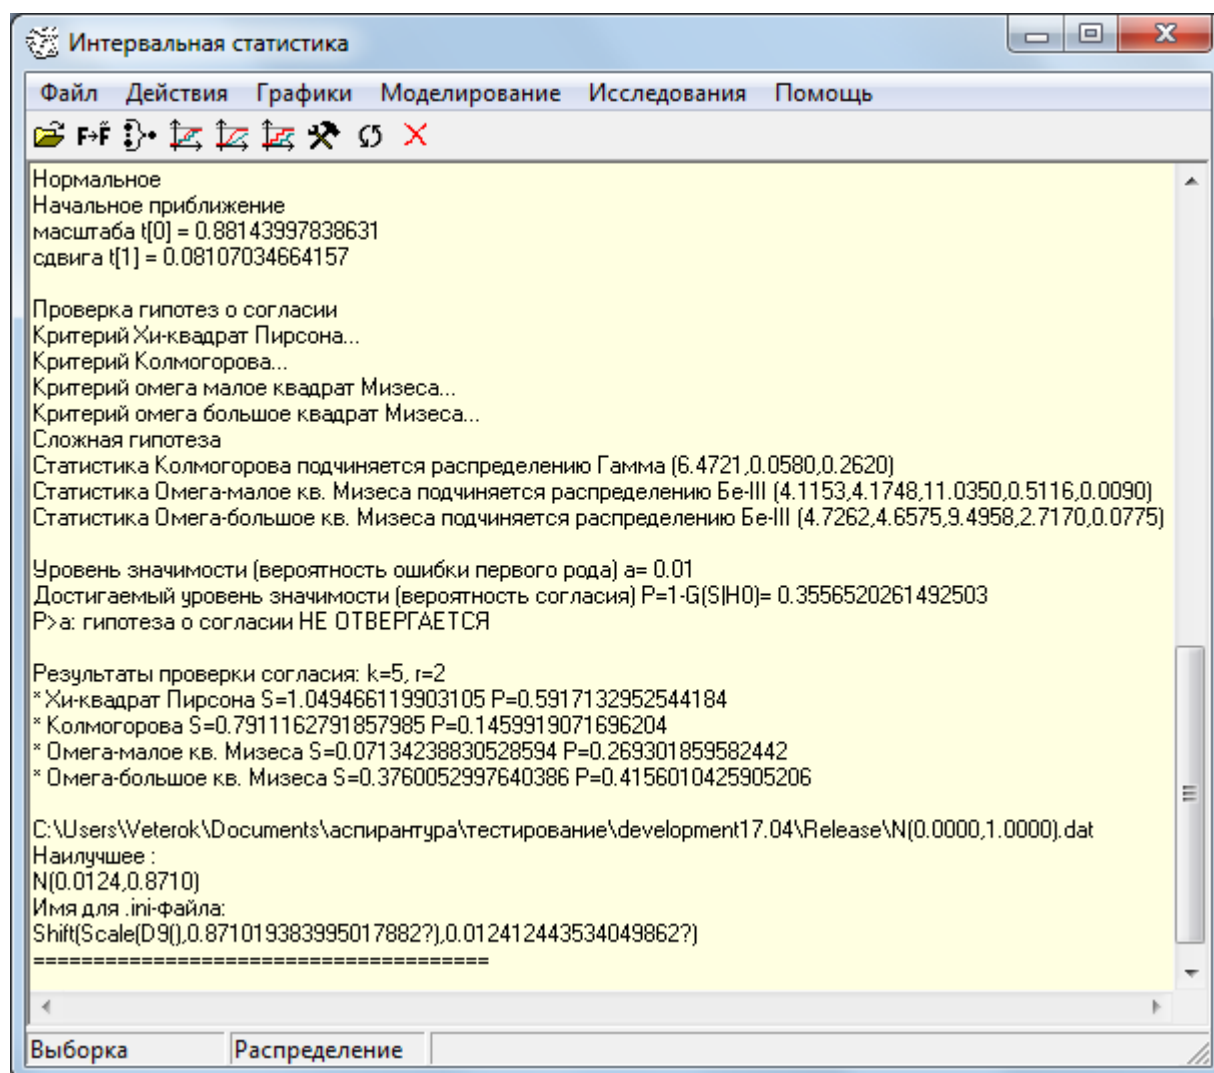 Интервальная статистика
Файл Действия Графики Моделирование Исследования Помощь
Нормальное
Начальное приближение
масштаба t[0] = 0.88143997838631
сдвига t[1] = 0.08107034664157
Проверка гипотез о согласии
Критерий Хи-квадрат Пирсона...
Критерий Колмогорова...
Критерий омега малое квадрат Мизеса...
Критерий омега большое квадрат Мизеса...
Сложная гипотеза
Статистика Колмогорова подчиняется распределению Гамма (6.4721,0.0580,0.2620)
Статистика Омега-малое кв. Мизеса подчиняется распределению Бе-III (4.1153,4.1748,11.0350,0.5116,0.0090)
Статистика Омега-большое кв. Мизеса подчиняется распределению Бе-III (4.7262,4.6575,9.4958,2.7170,0.0775)
Уровень значимости (вероятность ошибки первого рода) a= 0.01
Достигаемый уровень значимости (вероятность согласия) P=1-G(S|H0)= 0.3556520261492503
P>a: гипотеза о согласии НЕ ОТВЕРГАЕТСЯ
Результаты проверки согласия: k=5, r=2
* Хи-квадрат Пирсона S=1.049466119903105 P=0.5917132952544184
* Колмогорова S=0.7911162791857985 P=0.1459919071696204
* Омега-малое кв. Мизеса S=0.07134238830528594 P=0.269301859582442
* Омега-большое кв. Мизеса S=0.3760052997640386 P=0.4156010425905206
C:\Users\Veterok\Documents\аспирантура\тестирование\development17.04\Release\N(0.0000,1.0000).dat
Наилучшее :
N(0.0124,0.8710)
Имя для .ini-файла:
Shift(Scale(D9(),0.871019383995017882?),0.012412443534049862?)
======================================
Выборка Распределение